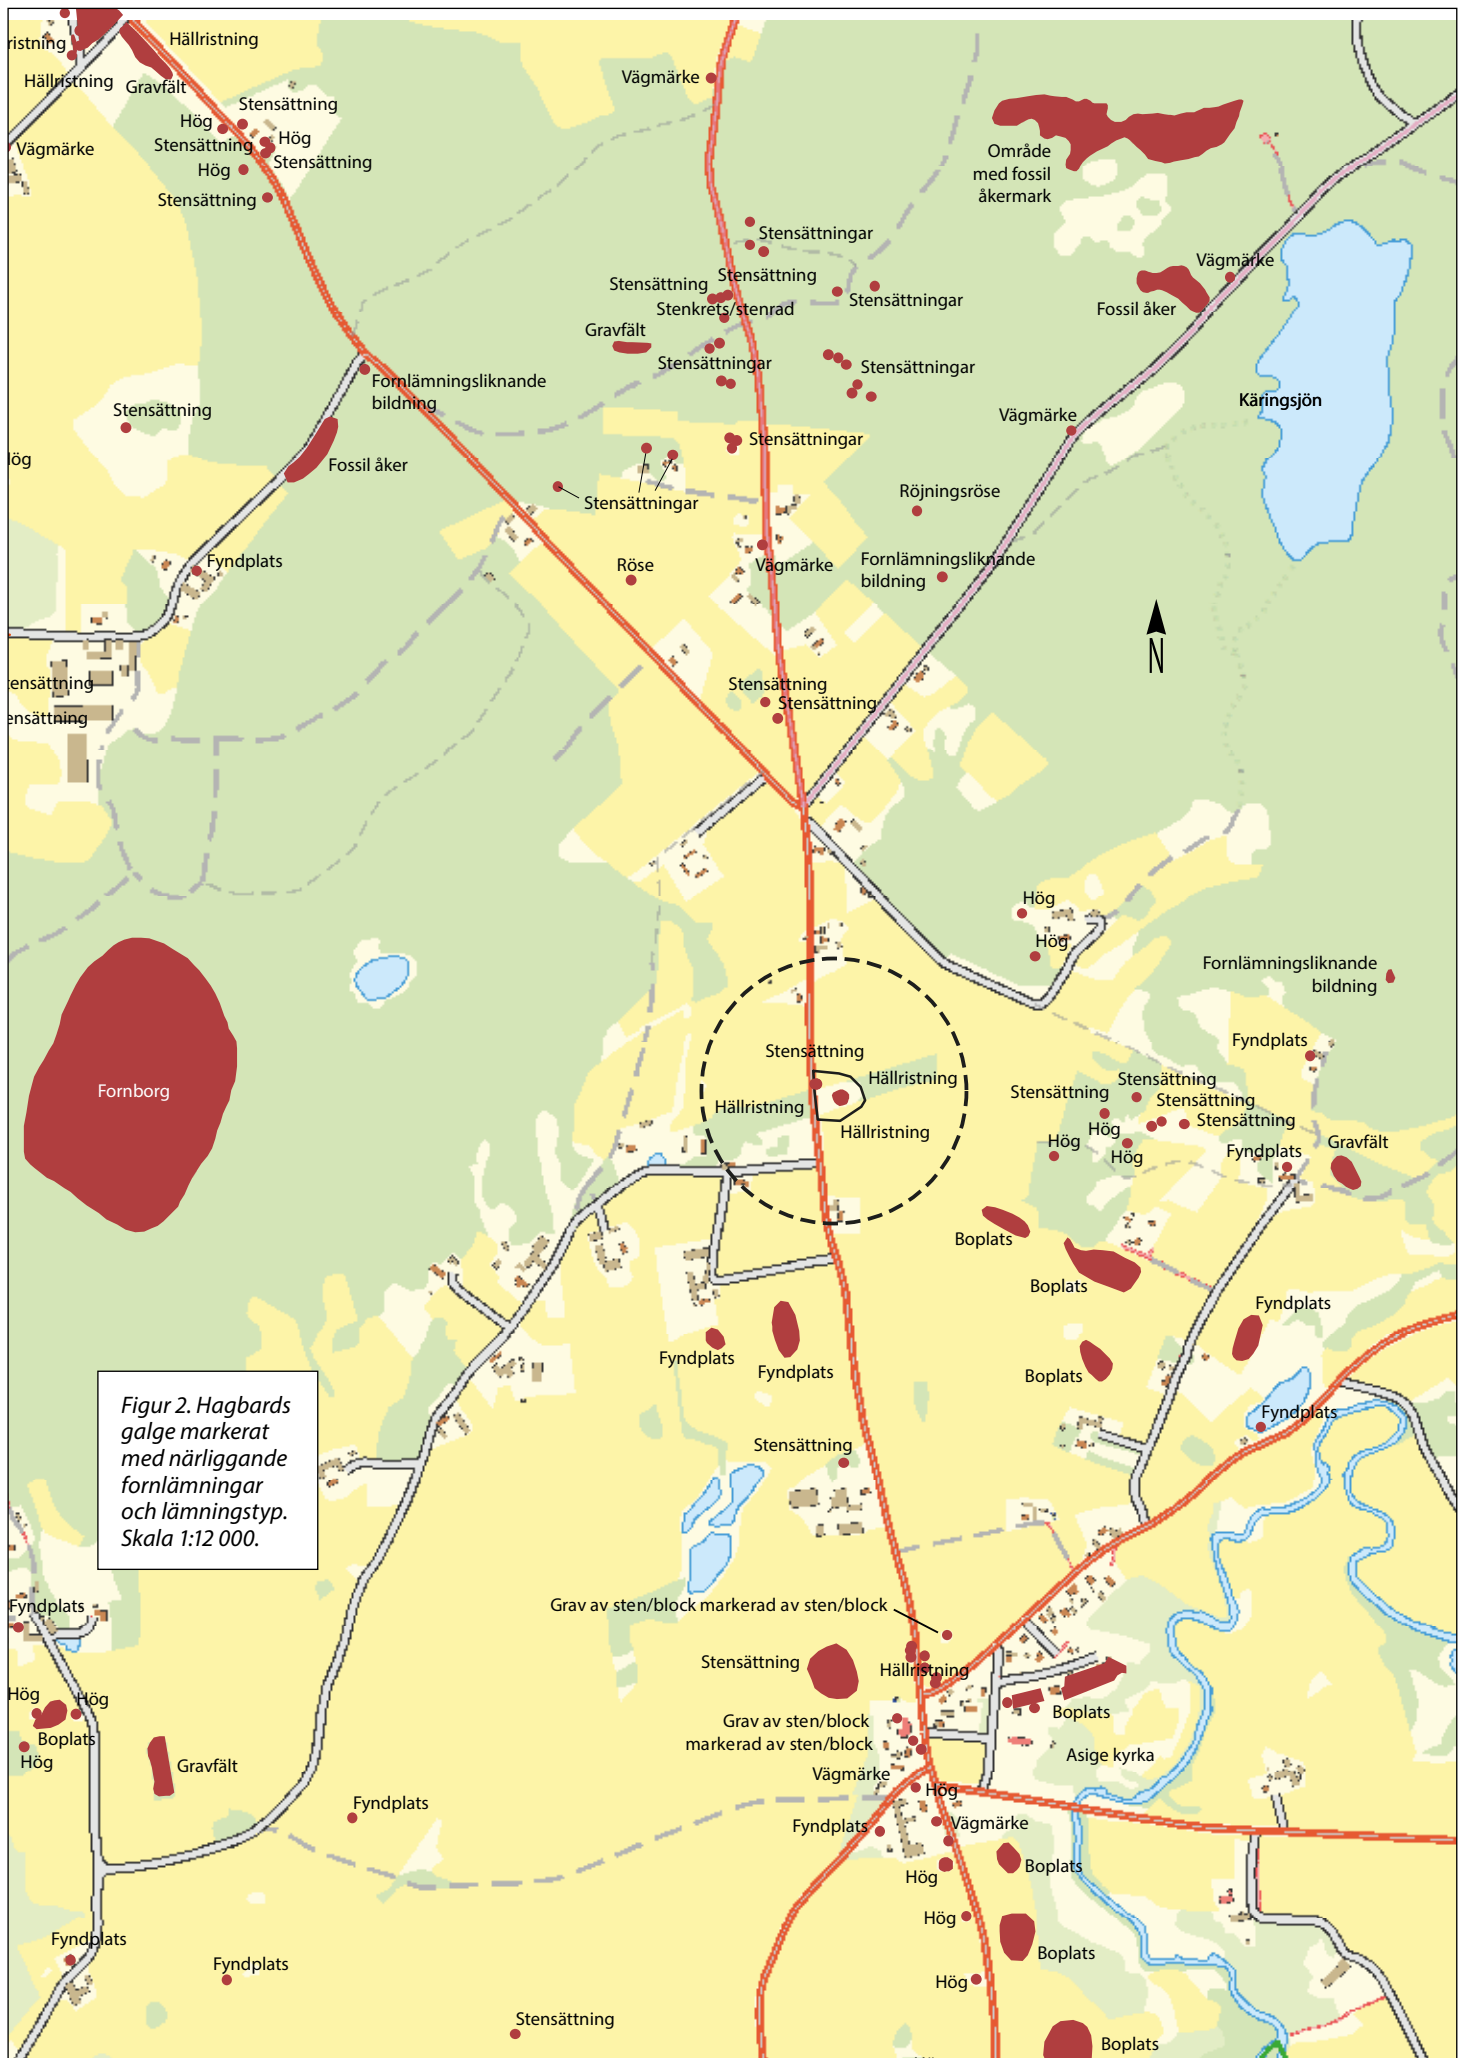 ristning
Hällristning
Hällristning
Gravfält
Vägmärke
Stensättning
Hög
Stensättning
Hög
Stensättning
Hög
Stensättning
Vägmärke
Område
med fossil
åkermark
Stensättningar
Vägmärke
Stensättning
Stensättning
Stensättningar
Stenkrets/stenrad
Fossil åker
Gravfält
Stensättningar
Stensättningar
Fornlämningsliknande
bildning
Käringsjön
Stensättning
Vägmärke
Stensättningar
ög
Fossil åker
Röjningsröse
Stensättningar
Fyndplats
Röse
Vägmärke
Fornlämningsliknande
bildning
N
tensättning
Stensättning
Stensättning
ensättning
Hög
Hög
Fornlämningsliknande
bildning
Fyndplats
Stensättning
Fornborg
Hällristning
Stensättning
Stensättning
Stensättning
Hällristning
Stensättning
Hällristning
Hög
Hög
Hög
Gravfält
Fyndplats
Boplats
Boplats
Fyndplats
Fyndplats
Fyndplats
Boplats
Figur 2. Hagbards
galge markerat
med närliggande
fornlämningar
och lämningstyp.
Skala 1:12 000.
Fyndplats
Stensättning
Fyndplats
Grav av sten/block markerad av sten/block
Stensättning
Hällristning
Hög
Hög
Boplats
Hög
Boplats
Grav av sten/block
markerad av sten/block
Asige kyrka
Gravfält
Vägmärke
Hög
Fyndplats
Fyndplats
Vägmärke
Boplats
Hög
Hög
Fyndplats
Boplats
Fyndplats
Hög
Stensättning
Boplats